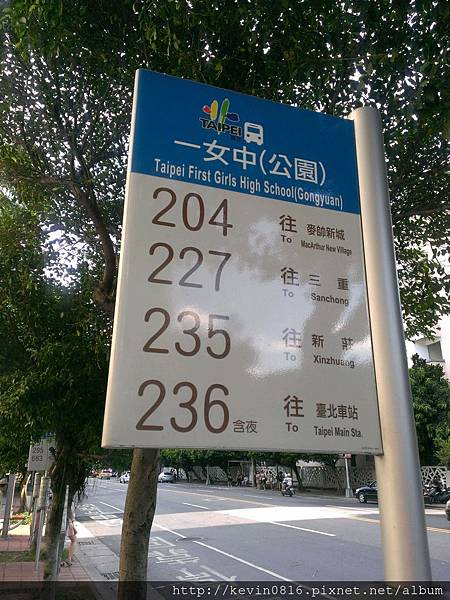 TAIPEI
一女中(公園)
Taipei First Girls High School(Gongyuan)
204 往 麥帥新城
To MacArthur New Village
227 往 三重
To Sanchong
235 往 新莊
To Xinzhuang
236 含夜 往 臺北車站
To Taipei Main Sta.
http://kevin0816.pixnet.net/album